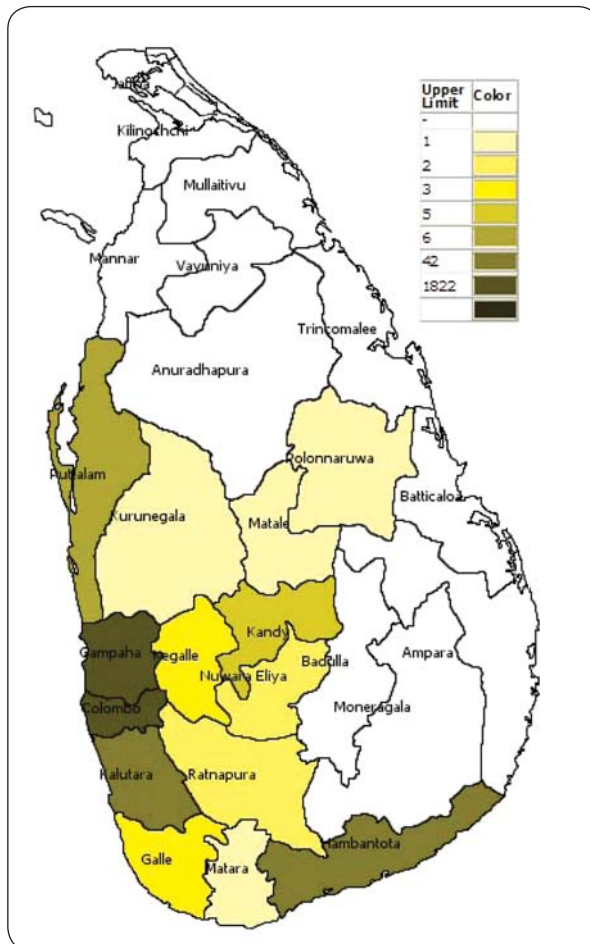 Jaffna
Upper Limit Color
-
1
2
3
5
6
42
1822
Kilinochchi
Mullaitivu
Mannar
Vavuniya
Trincomalee
Anuradhapura
Polonnaruwa
Puttalam
Batticaloa
Kurunegala
Matale
Kandy
Gampaha
Kegalle
Badulla
Ampara
Nuwara Eliya
Colombo
Moneragala
Kalutara
Ratnapura
Hambantota
Galle
Matara